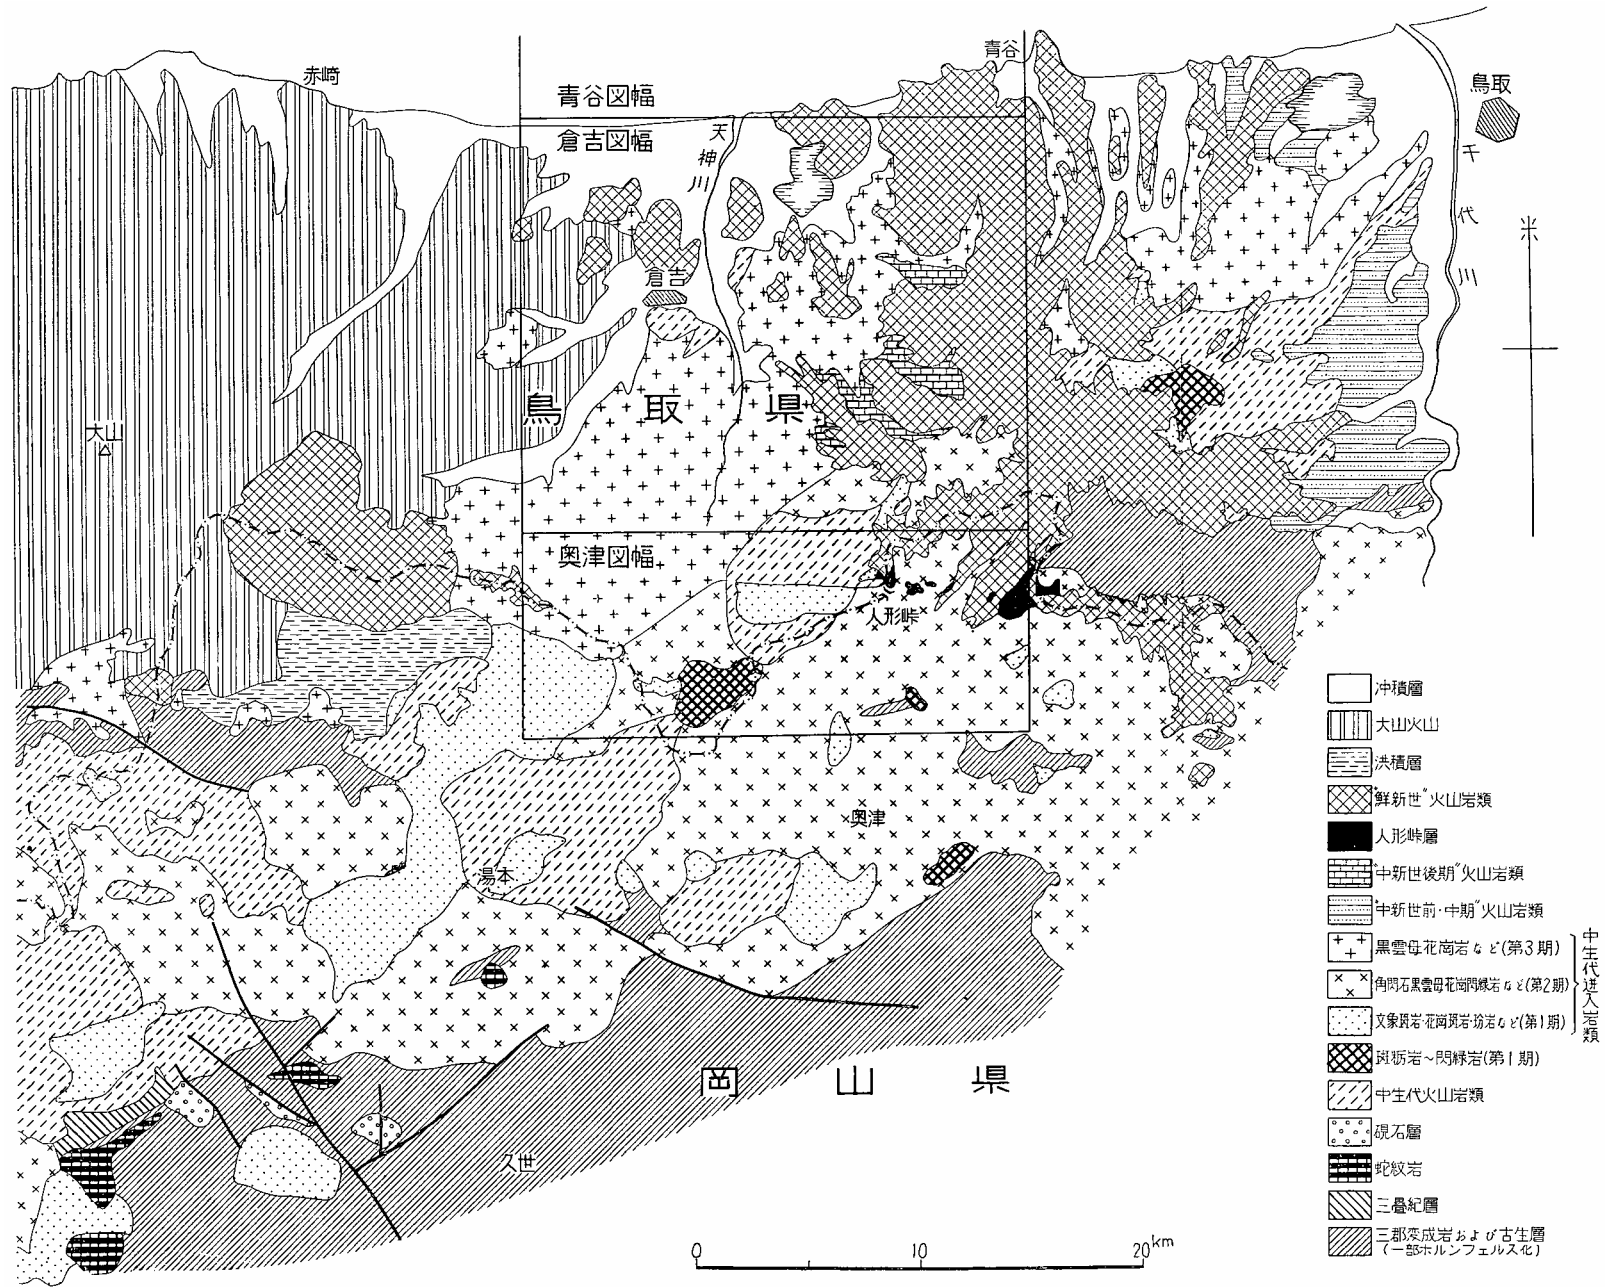 青谷
赤崎
鳥取
青谷図幅
倉吉図幅
天神川
千代川
倉吉
鳥取県
大山
奥津図幅
人形峠
奥津
湯本
岡山県
久世
0 10 20km
沖積層
大山火山
洪積層
"鮮新世"火山岩類
人形峠層
"中新世後期"火山岩類
"中新世前・中期"火山岩類
黒雲母花崗岩など(第3期)
角閃石黒雲母花崗閃緑岩など(第2期)
文象斑岩・花崗斑岩・玢岩など(第1期)
中生代迸入岩類
斑粝岩～閃緑岩(第1期)
中生代火山岩類
硯石層
蛇紋岩
三疊紀層
三郡変成岩および古生層
(一部ホルンフェルス化)